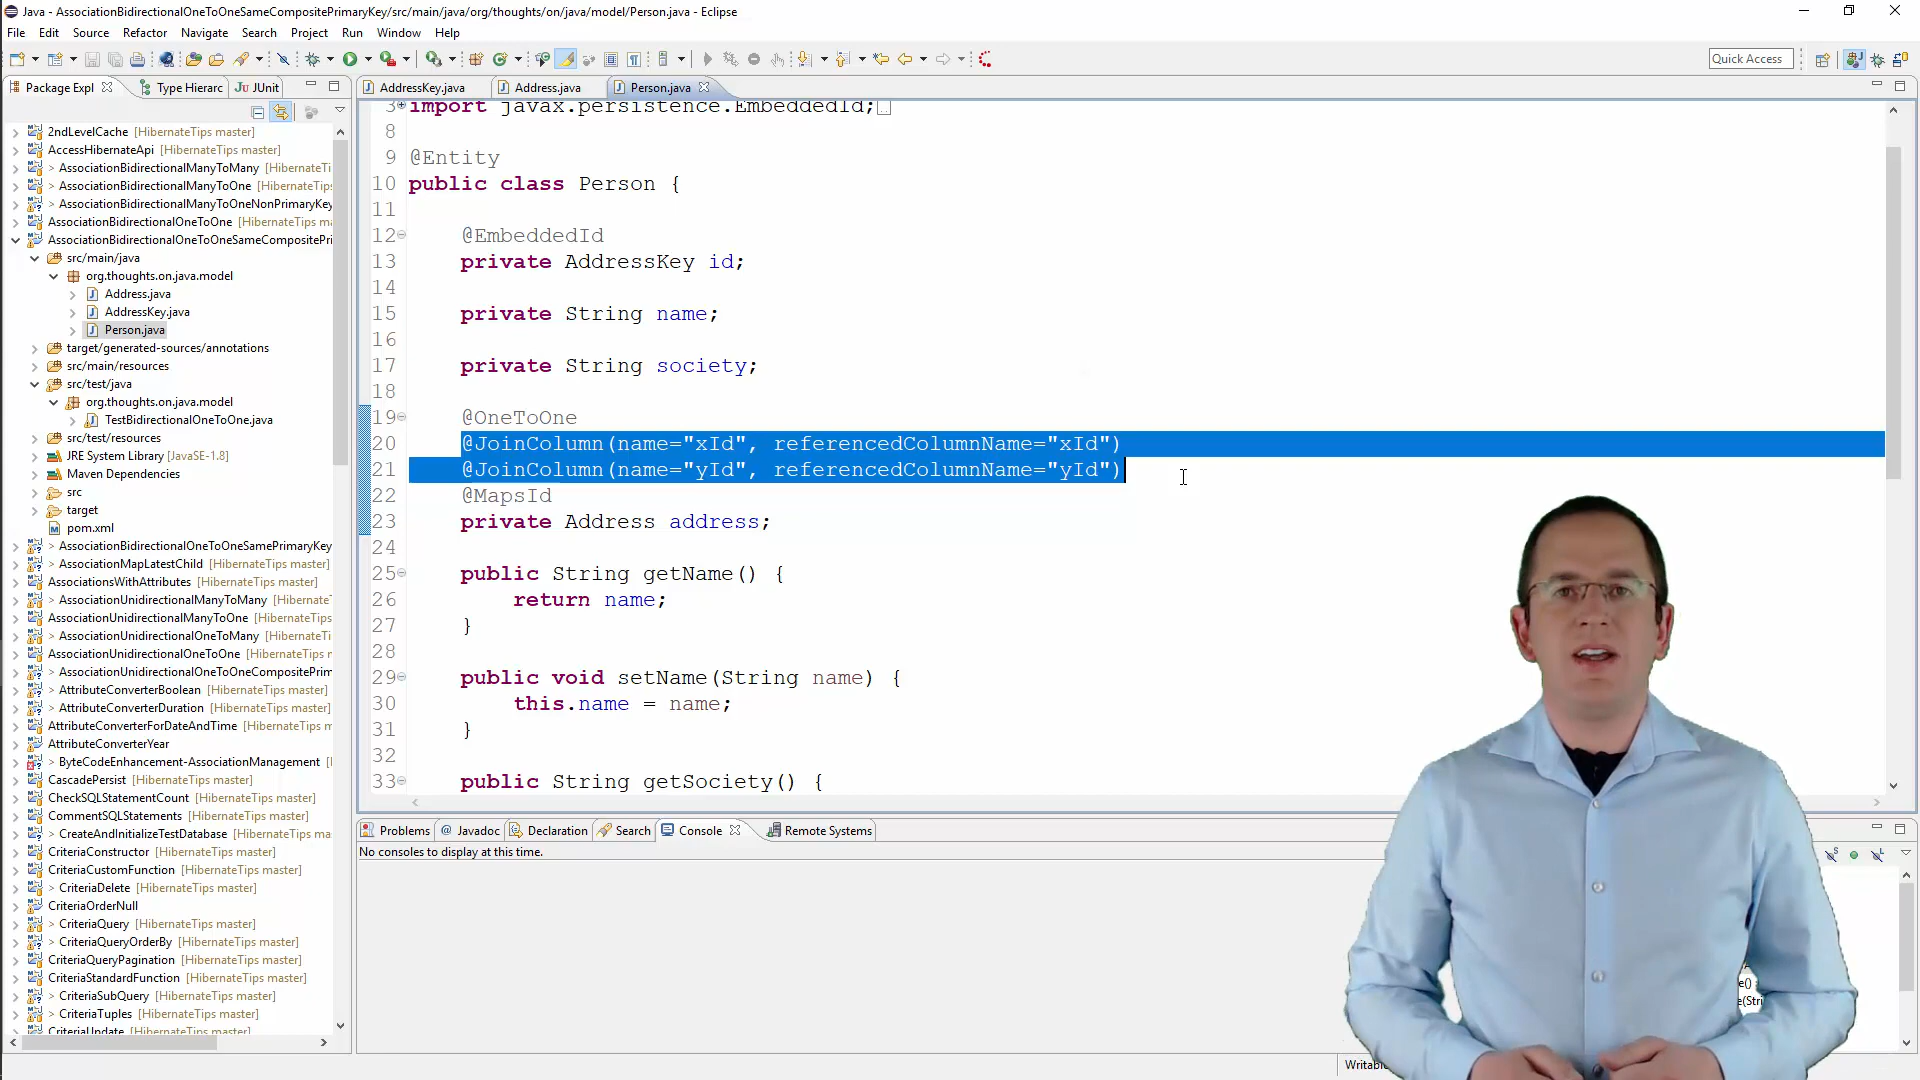 Java - AssociationBidirectionalOneToOneSameCompositePrimaryKey/src/main/java/org/thoughts/on/java/model/Person.java - Eclipse
File Edit Source Refactor Navigate Search Project Run Window Help
Quick Access
Package Expl Type Hierarc JUnit
AddressKey.java Address.java Person.java
2ndLevelCache [HibernateTips master]
AccessHibernateApi [HibernateTips master]
> AssociationBidirectionalManyToMany [HibernateTi
> AssociationBidirectionalManyToOne [HibernateTips
> AssociationBidirectionalManyToOneNonPrimaryKey
AssociationBidirectionalOneToOne [HibernateTips ma
AssociationBidirectionalOneToOneSameCompositePri
src/main/java
org.thoughts.on.java.model
Address.java
AddressKey.java
Person.java
target/generated-sources/annotations
src/main/resources
src/test/java
org.thoughts.on.java.model
TestBidirectionalOneToOne.java
src/test/resources
JRE System Library [JavaSE-1.8]
Maven Dependencies
src
target
pom.xml
> AssociationBidirectionalOneToOneSamePrimaryKey
> AssociationMapLatestChild [HibernateTips master]
AssociationsWithAttributes [HibernateTips master]
> AssociationUnidirectionalManyToMany [Hibernate
AssociationUnidirectionalManyToOne [HibernateTips
> AssociationUnidirectionalOneToMany [HibernateTi
AssociationUnidirectionalOneToOne [HibernateTips
> AssociationUnidirectionalOneToOneCompositePrim
> AttributeConverterBoolean [HibernateTips master]
> AttributeConverterDuration [HibernateTips master]
AttributeConverterForDateAndTime [HibernateTips m
AttributeConverterYear
> ByteCodeEnhancement-AssociationManagement [
CascadePersist [HibernateTips master]
CheckSQLStatementCount [HibernateTips master]
CommentSQLStatements [HibernateTips master]
> CreateAndInitializeTestDatabase [HibernateTips ma
CriteriaConstructor [HibernateTips master]
CriteriaCustomFunction [HibernateTips master]
> CriteriaDelete [HibernateTips master]
CriteriaOrderNull
> CriteriaQuery [HibernateTips master]
> CriteriaQueryOrderBy [HibernateTips master]
CriteriaQueryPagination [HibernateTips master]
CriteriaStandardFunction [HibernateTips master]
> CriteriaSubQuery [HibernateTips master]
> CriteriaTuples [HibernateTips master]
CriteriaUpdate [HibernateTips master]
3 import javax.persistence.EmbeddedId;
8
9 @Entity
10 public class Person {
11
12 @EmbeddedId
13 private AddressKey id;
14
15 private String name;
16
17 private String society;
18
19 @OneToOne
20 @JoinColumn(name="xId", referencedColumnName="xId")
21 @JoinColumn(name="yId", referencedColumnName="yId")
22 @MapsId
23 private Address address;
24
25 public String getName() {
26 return name;
27 }
28
29 public void setName(String name) {
30 this.name = name;
31 }
32
33 public String getSociety() {
Problems @ Javadoc Declaration Search Console Remote Systems
No consoles to display at this time.
e()
e(Stri
Writable